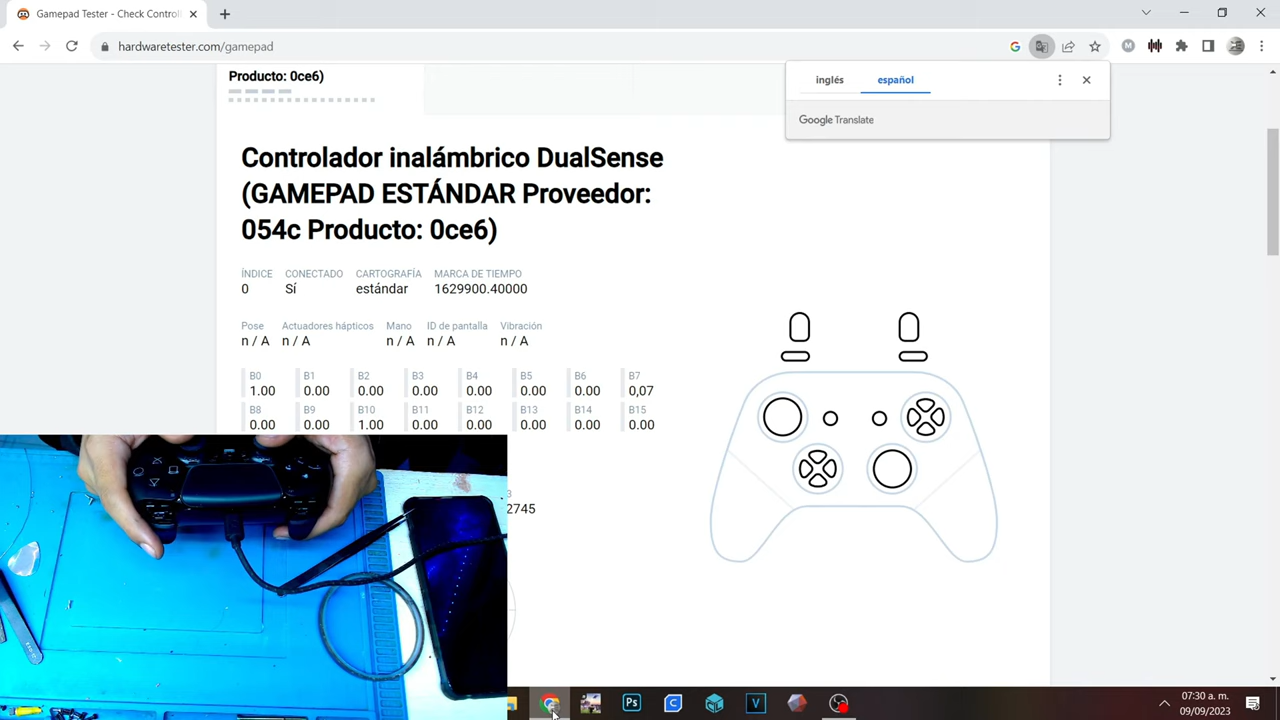 Gamepad Tester - Check Controll
hardwaretester.com/gamepad
G
M
inglés español
Google Translate
Producto: 0ce6)
Controlador inalámbrico DualSense
(GAMEPAD ESTÁNDAR Proveedor:
054c Producto: 0ce6)
ÍNDICE CONECTADO CARTOGRAFÍA MARCA DE TIEMPO
0 Sí estándar 1629900.40000
Pose Actuadores hápticos Mano ID de pantalla Vibración
n / A n / A n / A n / A n / A
B0 B1 B2 B3 B4 B5 B6 B7
1.00 0.00 0.00 0.00 0.00 0.00 0.00 0,07
B8 B9 B10 B11 B12 B13 B14 B15
0.00 0.00 1.00 0.00 0.00 0.00 0.00 0.00
3
2745
Ps
V
07:30 a. m.
09/09/2023